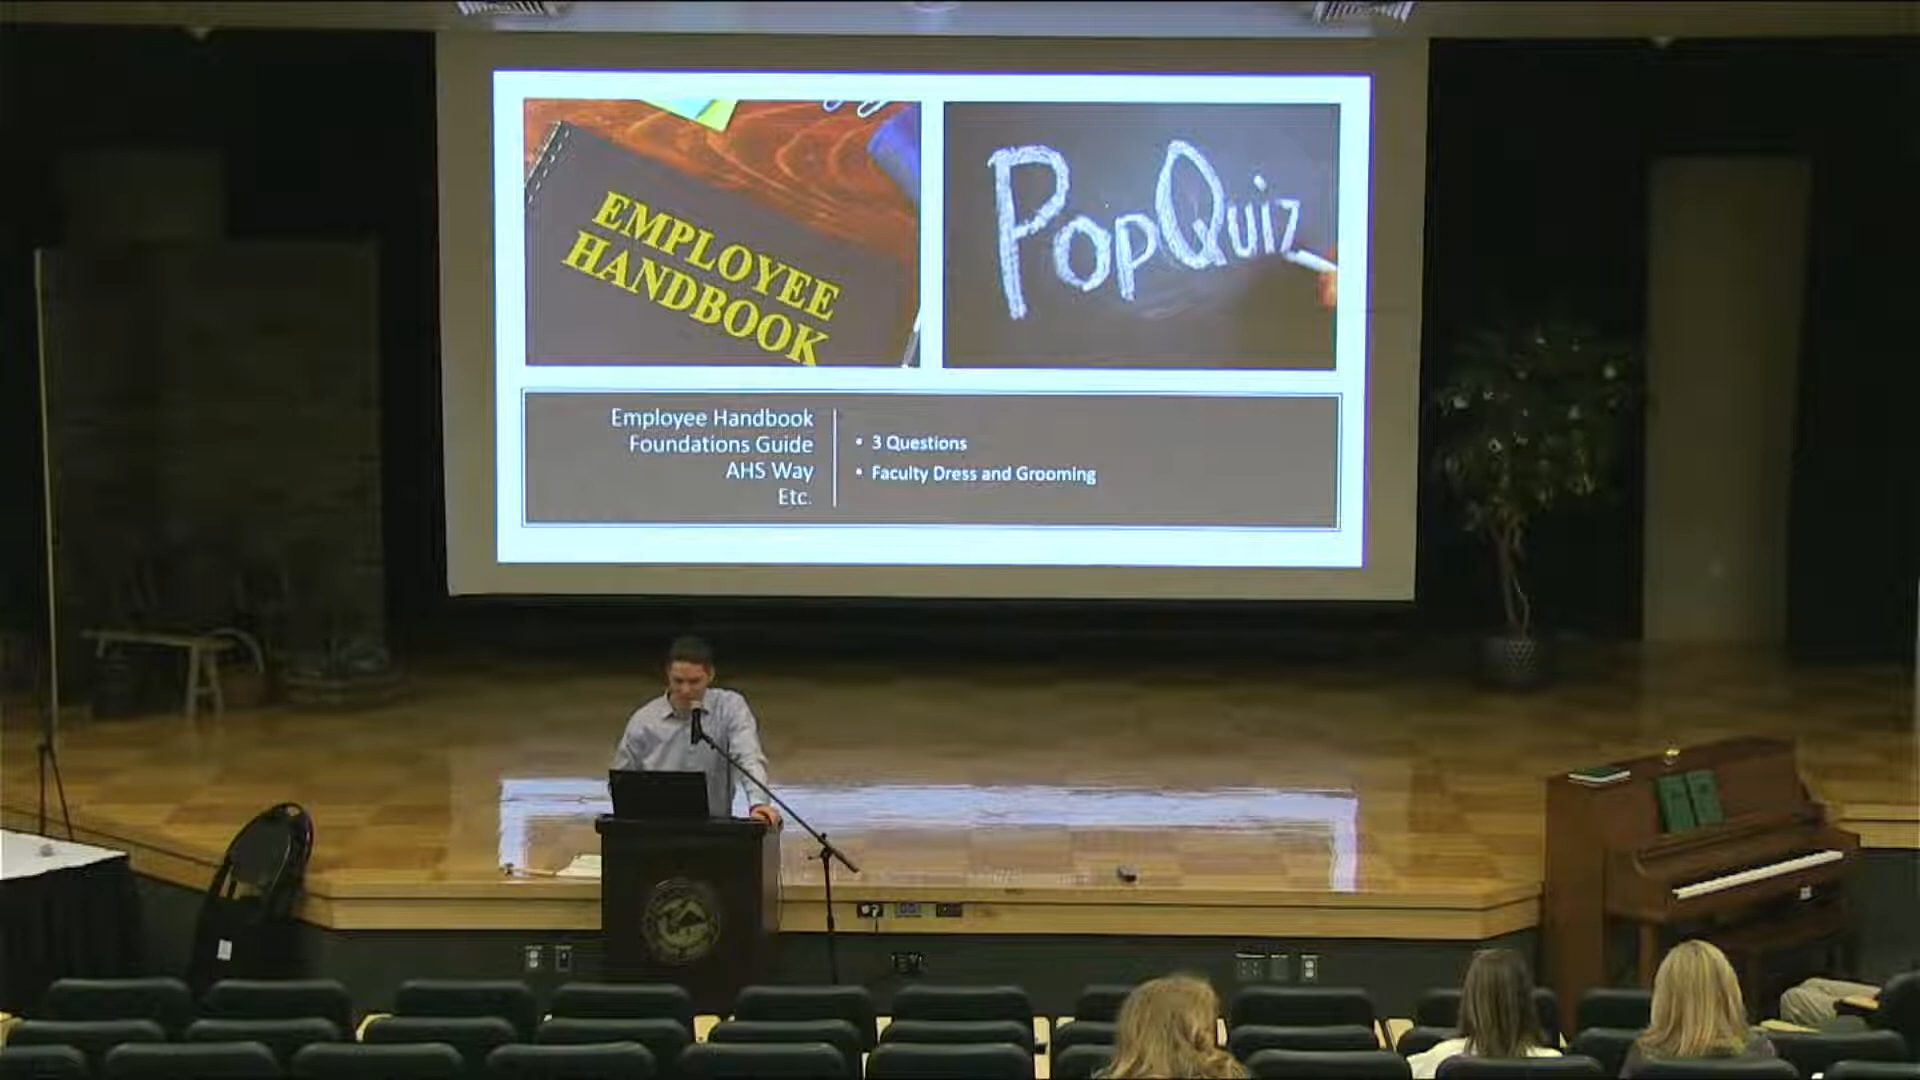 EMPLOYEE
HANDBOOK
PopQuiz
Employee Handbook
Foundations Guide
AHS Way
Etc.
• 3 Questions
• Faculty Dress and Grooming